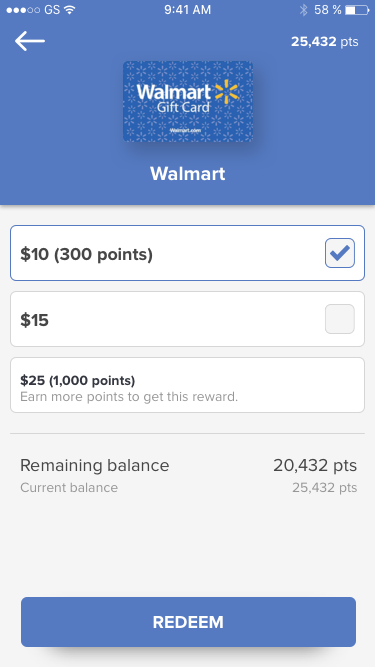 GS 9:41 AM 58 %
25,432 pts
Walmart
Gift Card
Walmart.com
Walmart
$10 (300 points)
$15
$25 (1,000 points)
Earn more points to get this reward.
Remaining balance 20,432 pts
Current balance 25,432 pts
REDEEM